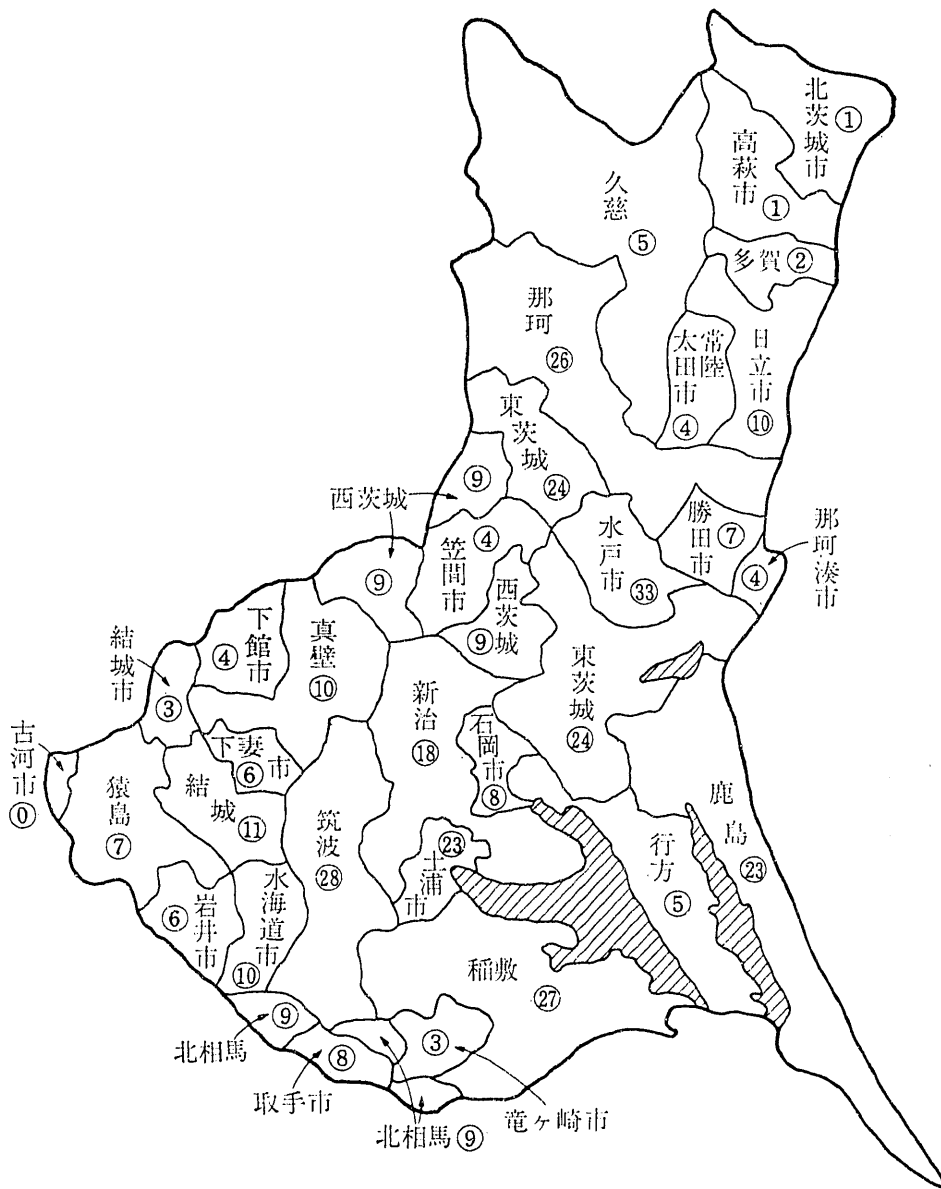 北茨城市 ①
高萩市 ①
久慈 ⑤
多賀 ②
那珂 ㉖
常陸太田市 ④
日立市 ⑩
東茨城 ㉔
西茨城
⑨
⑨
笠間市 ④
水戸市 ㉝
勝田市 ⑦
那珂湊市
④
西茨城 ⑨
下館市 ④
真壁 ⑩
結城市
③
新治 ⑱
東茨城 ㉔
石岡市 ⑧
下妻市 ⑥
古河市 ⓪
猿島 ⑦
結城 ⑪
筑波 ㉘
鹿島 ㉓
行方 ⑤
土浦市 ㉓
岩井市 ⑥
水海道市 ⑩
稲敷 ㉗
北相馬
⑨
③
取手市
⑧
竜ヶ崎市
北相馬 ⑨